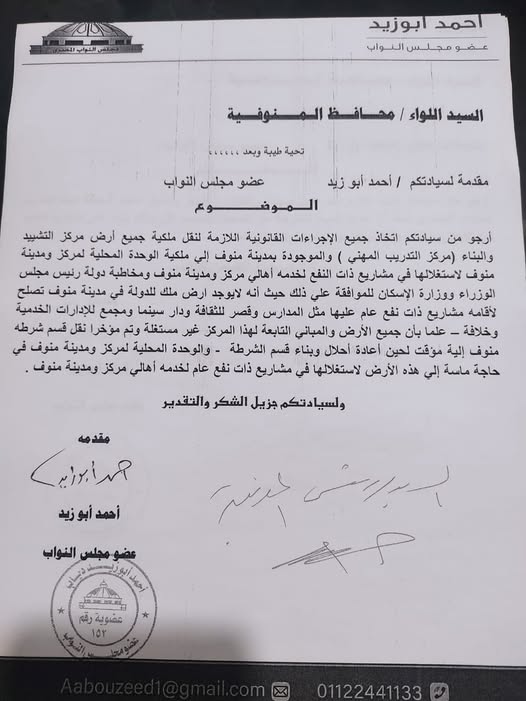 احمد ابوزيد
عضو مجلس النواب
مجلس النواب المصري
السيد اللواء / محافظ المنوفية
تحية طيبة وبعد ،،،،،،
مقدمة لسيادتكم / أحمد أبو زيد عضو مجلس النواب
الموضوع
أرجو من سيادتكم اتخاذ جميع الإجراءات القانونية اللازمة لنقل ملكية جميع أرض مركز التشييد
والبناء (مركز التدريب المهني ) والموجودة بمدينة منوف إلي ملكية الوحدة المحلية لمركز ومدينة
منوف لاستغلالها في مشاريع ذات النفع لخدمه أهالي مركز ومدينة منوف ومخاطبة دولة رئيس مجلس
الوزراء ووزارة الإسكان للموافقة علي ذلك حيث أنه لايوجد ارض ملك للدولة في مدينة منوف تصلح
لأقامه مشاريع ذات نفع عام عليها مثل المدارس وقصر للثقافة ودار سينما ومجمع للإدارات الخدمية
وخلافة – علما بأن جميع الأرض والمباني التابعة لهذا المركز غير مستغلة وتم مؤخرا نقل قسم شرطه
منوف إلية مؤقت لحين أعادة أحلال وبناء قسم الشرطة - والوحدة المحلية لمركز ومدينة منوف في
حاجة ماسة إلي هذه الأرض لاستغلالها في مشاريع ذات نفع عام لخدمه أهالي مركز ومدينة منوف .
ولسيادتكم جزيل الشكر والتقدير
مقدمه
أحمد أبو زيد
عضو مجلس النواب
أحمد ابوزيد دياب
عضوية رقم
١٥٢
عضو مجلس النواب
Aabouzeed1@gmail.com 01122441133